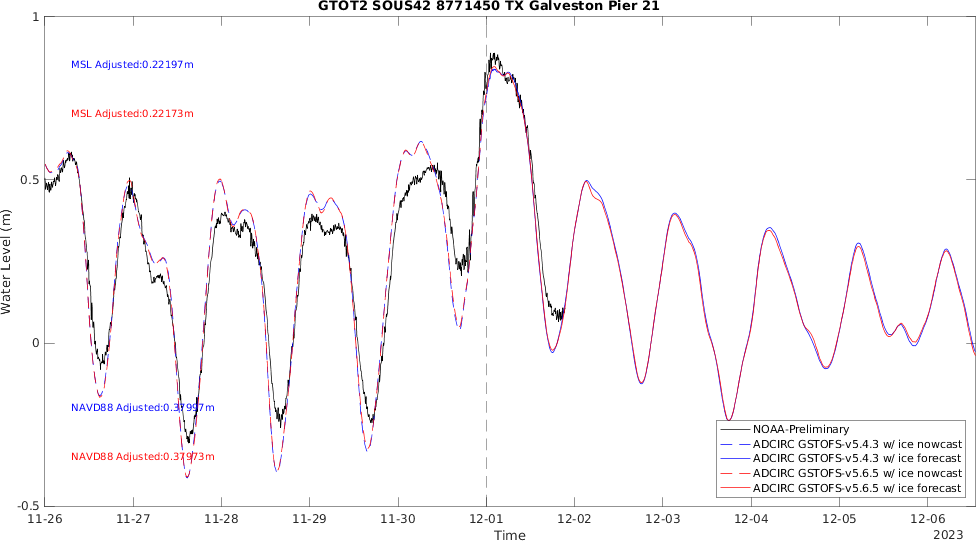 GTOT2 SOUS42 8771450 TX Galveston Pier 21
1
MSL Adjusted:0.22197m
MSL Adjusted:0.22173m
0.5
Water Level (m)
0
NAVD88 Adjusted:0.37997m
NAVD88 Adjusted:0.37973m
NOAA-Preliminary
ADCIRC GSTOFS-v5.4.3 w/ ice nowcast
ADCIRC GSTOFS-v5.4.3 w/ ice forecast
ADCIRC GSTOFS-v5.6.5 w/ ice nowcast
ADCIRC GSTOFS-v5.6.5 w/ ice forecast
-0.5
11-26 11-27 11-28 11-29 11-30 12-01 12-02 12-03 12-04 12-05 12-06
Time 2023